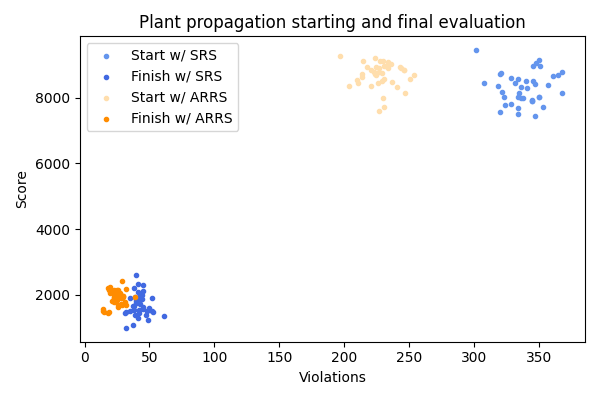 Plant propagation starting and final evaluation
Start w/ SRS
Finish w/ SRS
Start w/ ARRS
Finish w/ ARRS
Score
8000
6000
4000
2000
0 50 100 150 200 250 300 350
Violations